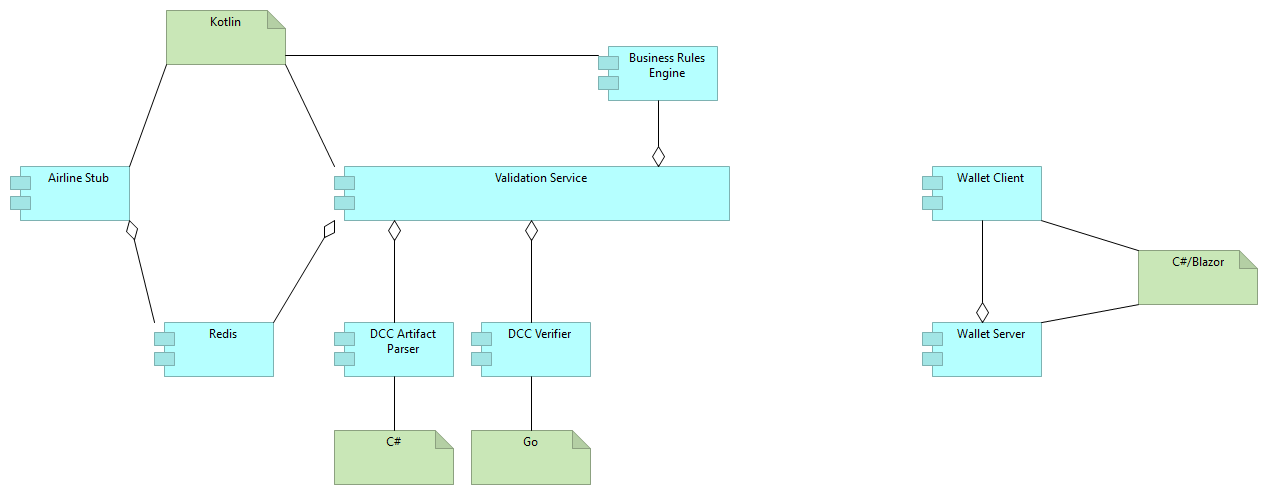 Kotlin
Business Rules
Engine
Airline Stub
Validation Service
Wallet Client
C#/Blazor
Redis
DCC Artifact
Parser
DCC Verifier
Wallet Server
C#
Go